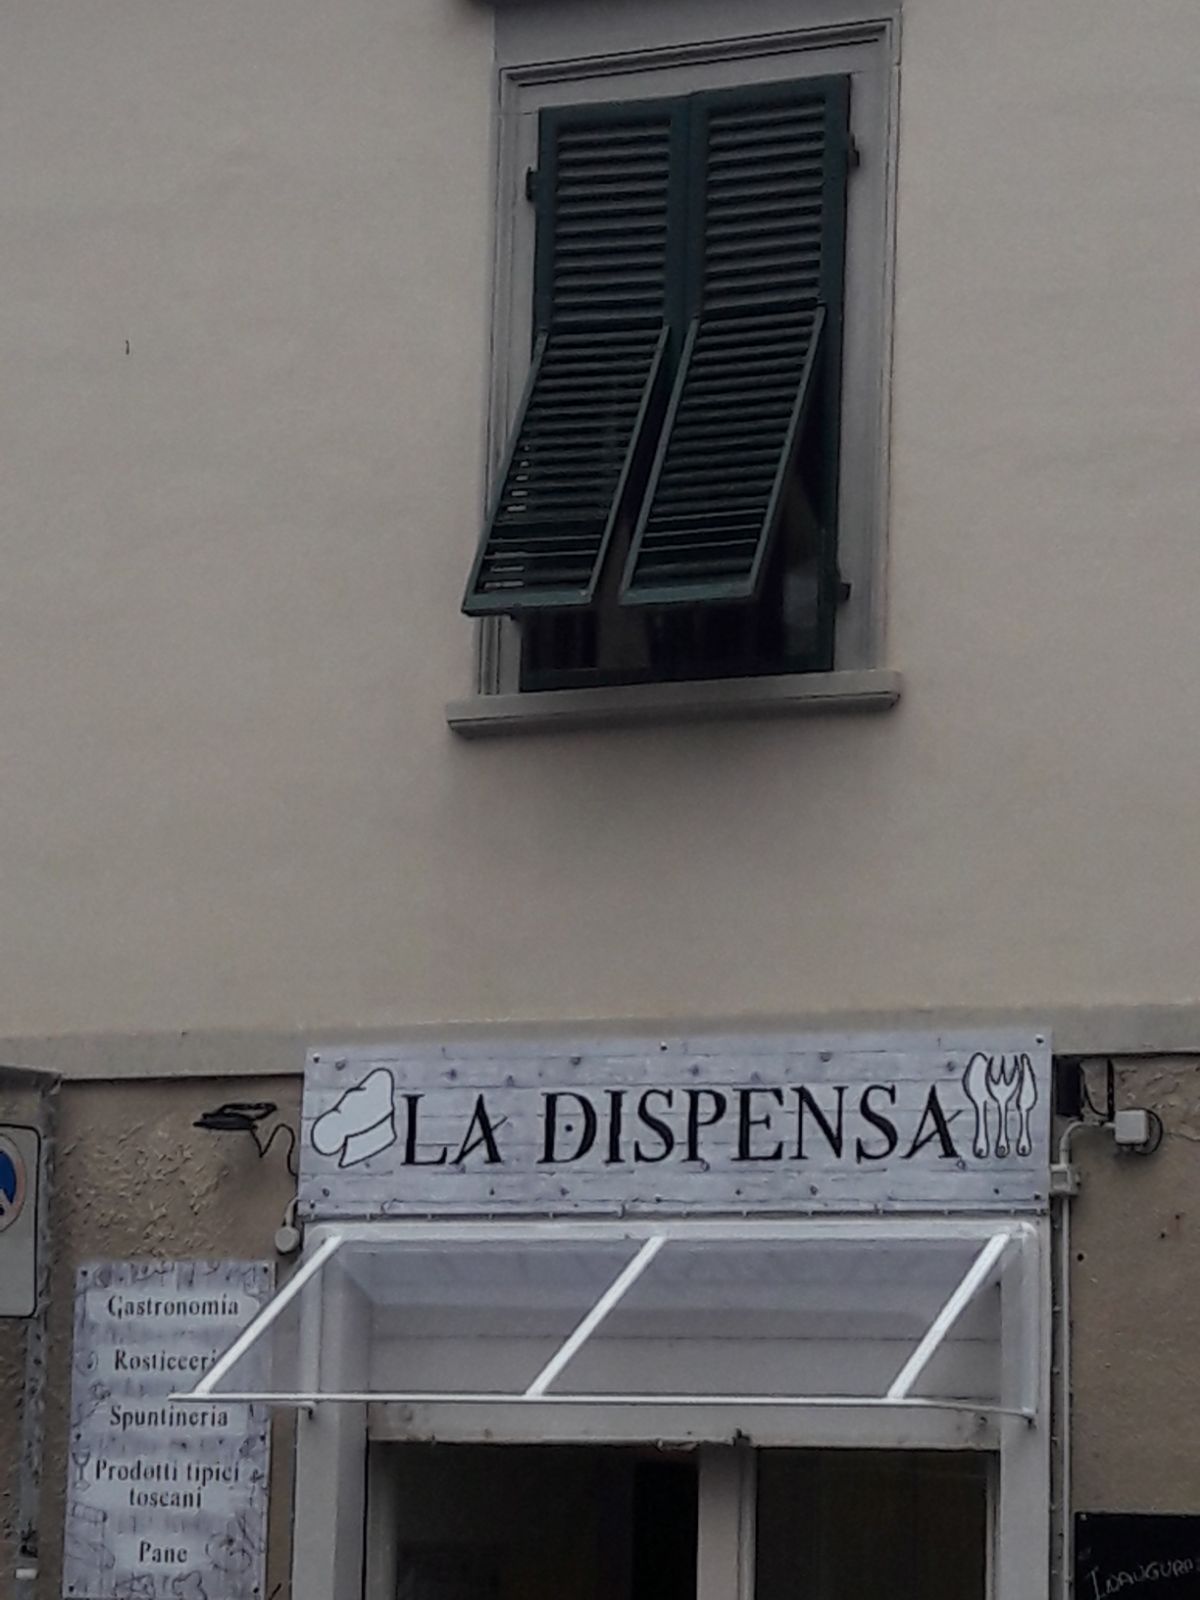 LA DISPENSA
Gastronomia
Spuntineria
Prodotti tipici
toscani
Pane